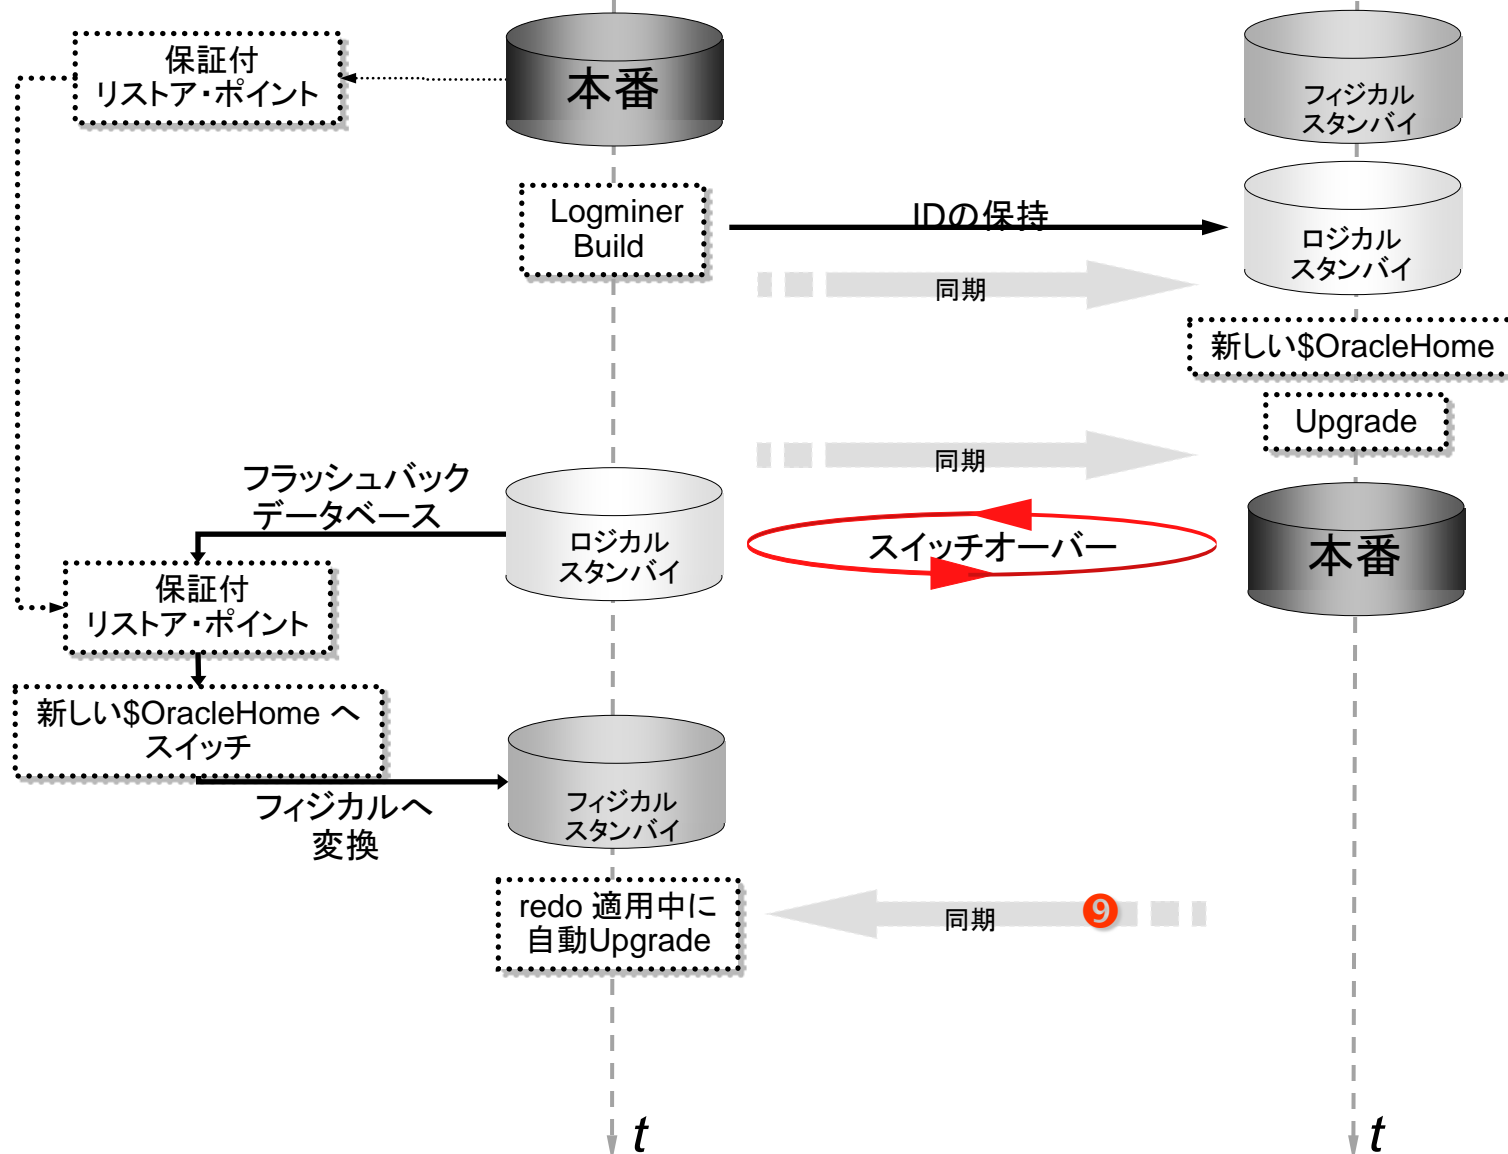 保証付
リストア・ポイント
本番
フィジカル
スタンバイ
Logminer
Build
IDの保持
ロジカル
スタンバイ
同期
新しい$OracleHome
Upgrade
同期
フラッシュバック
データベース
ロジカル
スタンバイ
スイッチオーバー
本番
保証付
リストア・ポイント
新しい$OracleHome へ
スイッチ
フィジカルへ
変換
フィジカル
スタンバイ
redo 適用中に
自動Upgrade
同期
❾
t
t